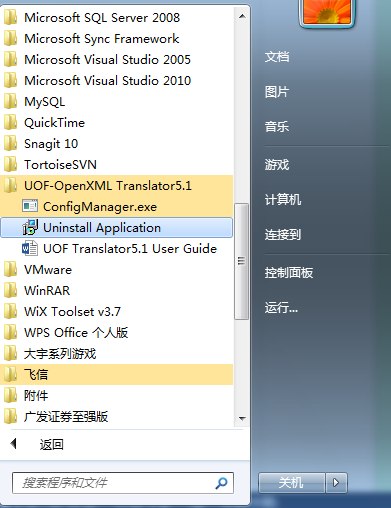 Microsoft SQL Server 2008
Microsoft Sync Framework
Microsoft Visual Studio 2005
Microsoft Visual Studio 2010
MySQL
QuickTime
Snagit 10
TortoiseSVN
UOF-OpenXML Translator5.1
ConfigManager.exe
Uninstall Application
UOF Translator5.1 User Guide
VMware
WinRAR
WiX Toolset v3.7
WPS Office 个人版
大宇系列游戏
飞信
附件
广发证券至强版
返回
搜索程序和文件
文档
图片
音乐
游戏
计算机
连接到
控制面板
运行...
关机